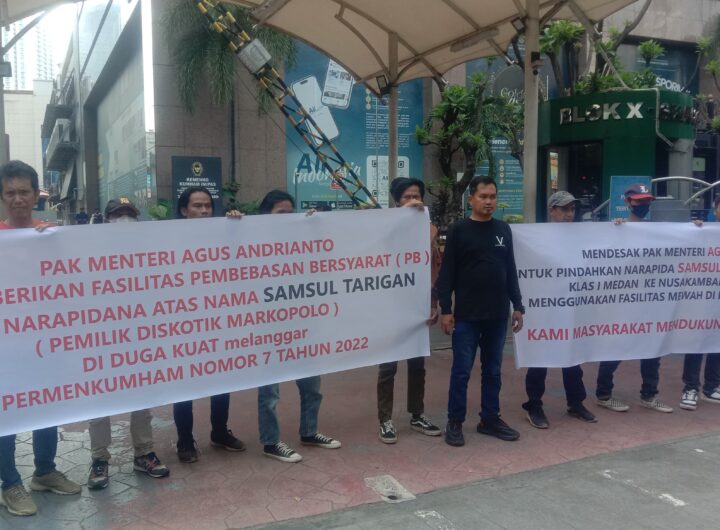 PAK MENTERI AGUS ANDRIANTO
BERIKAN FASILITAS PEMBEBASAN BERSYARAT ( PB )
NARAPIDANA ATAS NAMA SAMSUL TARIGAN
( PEMILIK DISKOTIK MARKOPOLO )
DI DUGA KUAT melanggar
PERMENKUMHAM NOMOR 7 TAHUN 2022
MENDESAK PAK MENTERI AG
UNTUK PINDAHKAN NARAPIDA SAMSU
KLAS I MEDAN KE NUSAKAMBA
MENGGUNAKAN FASILITAS MEWAH DI
KAMI MASYARAKAT MENDUKUN
BLOK X